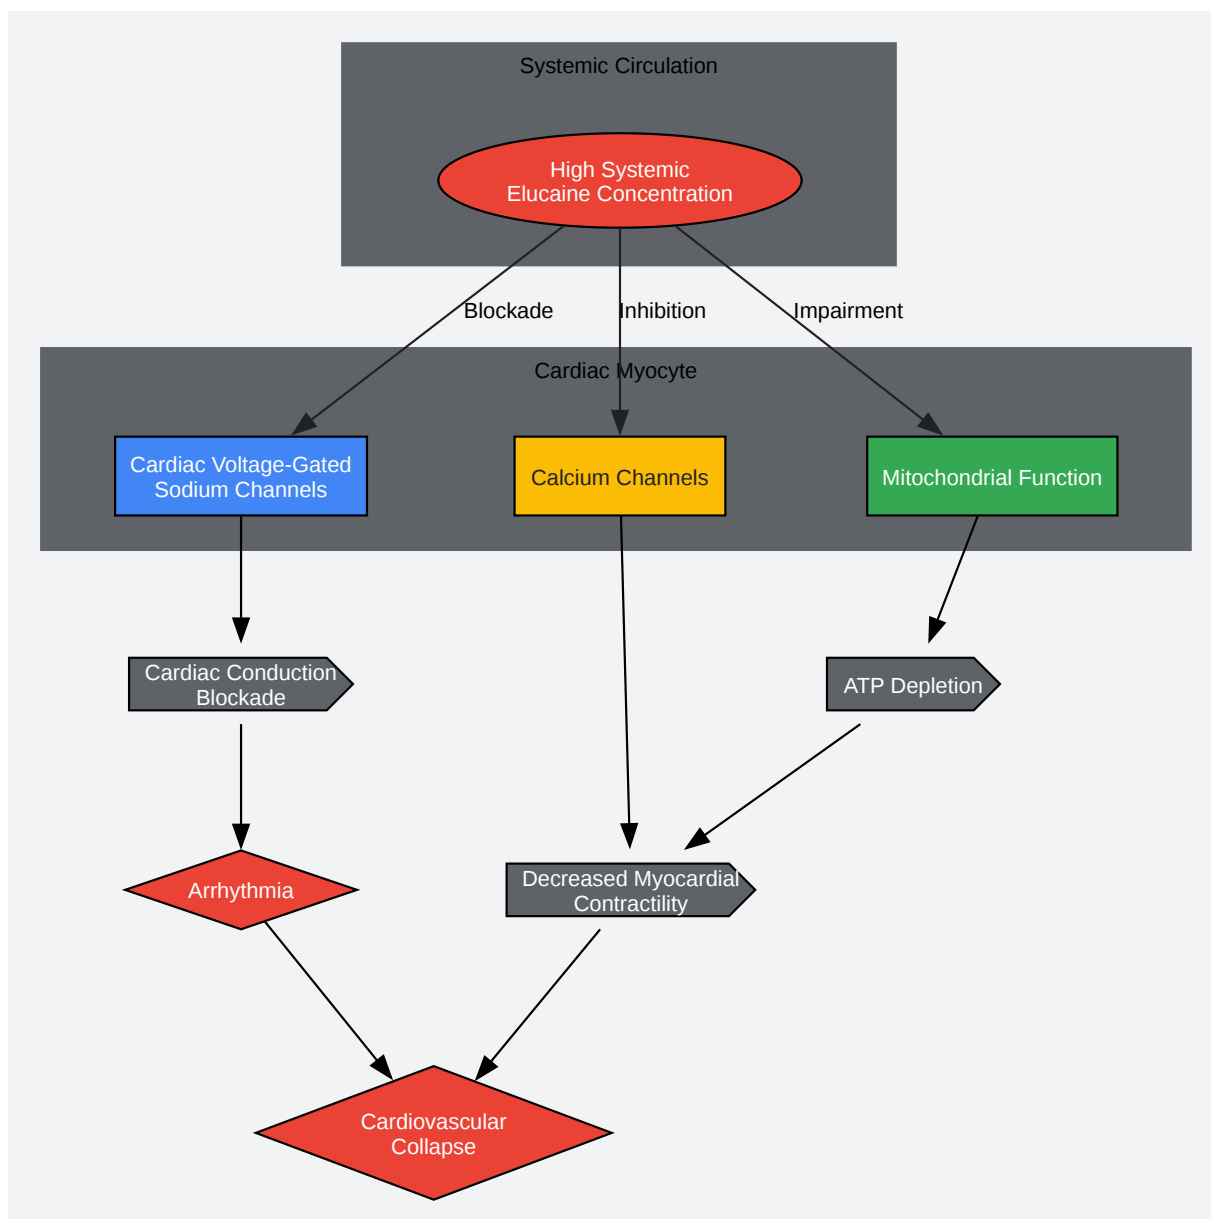 Systemic Circulation
High Systemic
Elucaine Concentration
Blockade
Inhibition
Impairment
Cardiac Myocyte
Cardiac Voltage-Gated
Sodium Channels
Calcium Channels
Mitochondrial Function
Cardiac Conduction
Blockade
ATP Depletion
Arrhythmia
Decreased Myocardial
Contractility
Cardiovascular
Collapse